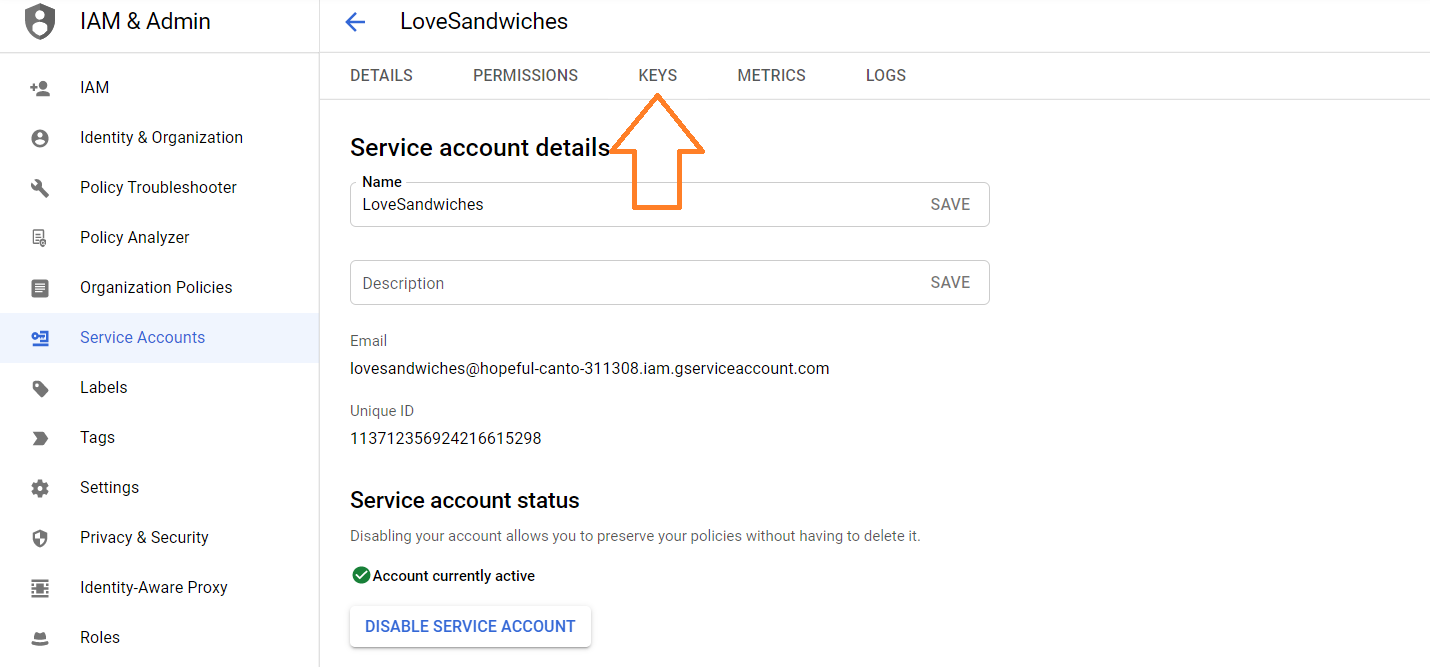 IAM & Admin
LoveSandwiches
IAM
Identity & Organization
Policy Troubleshooter
Policy Analyzer
Organization Policies
Service Accounts
Labels
Tags
Settings
Privacy & Security
Identity-Aware Proxy
Roles
DETAILS PERMISSIONS KEYS METRICS LOGS
Service account details
Name
LoveSandwiches SAVE
Description SAVE
Email
lovesandwiches@hopeful-canto-311308.iam.gserviceaccount.com
Unique ID
113712356924216615298
Service account status
Disabling your account allows you to preserve your policies without having to delete it.
Account currently active
DISABLE SERVICE ACCOUNT